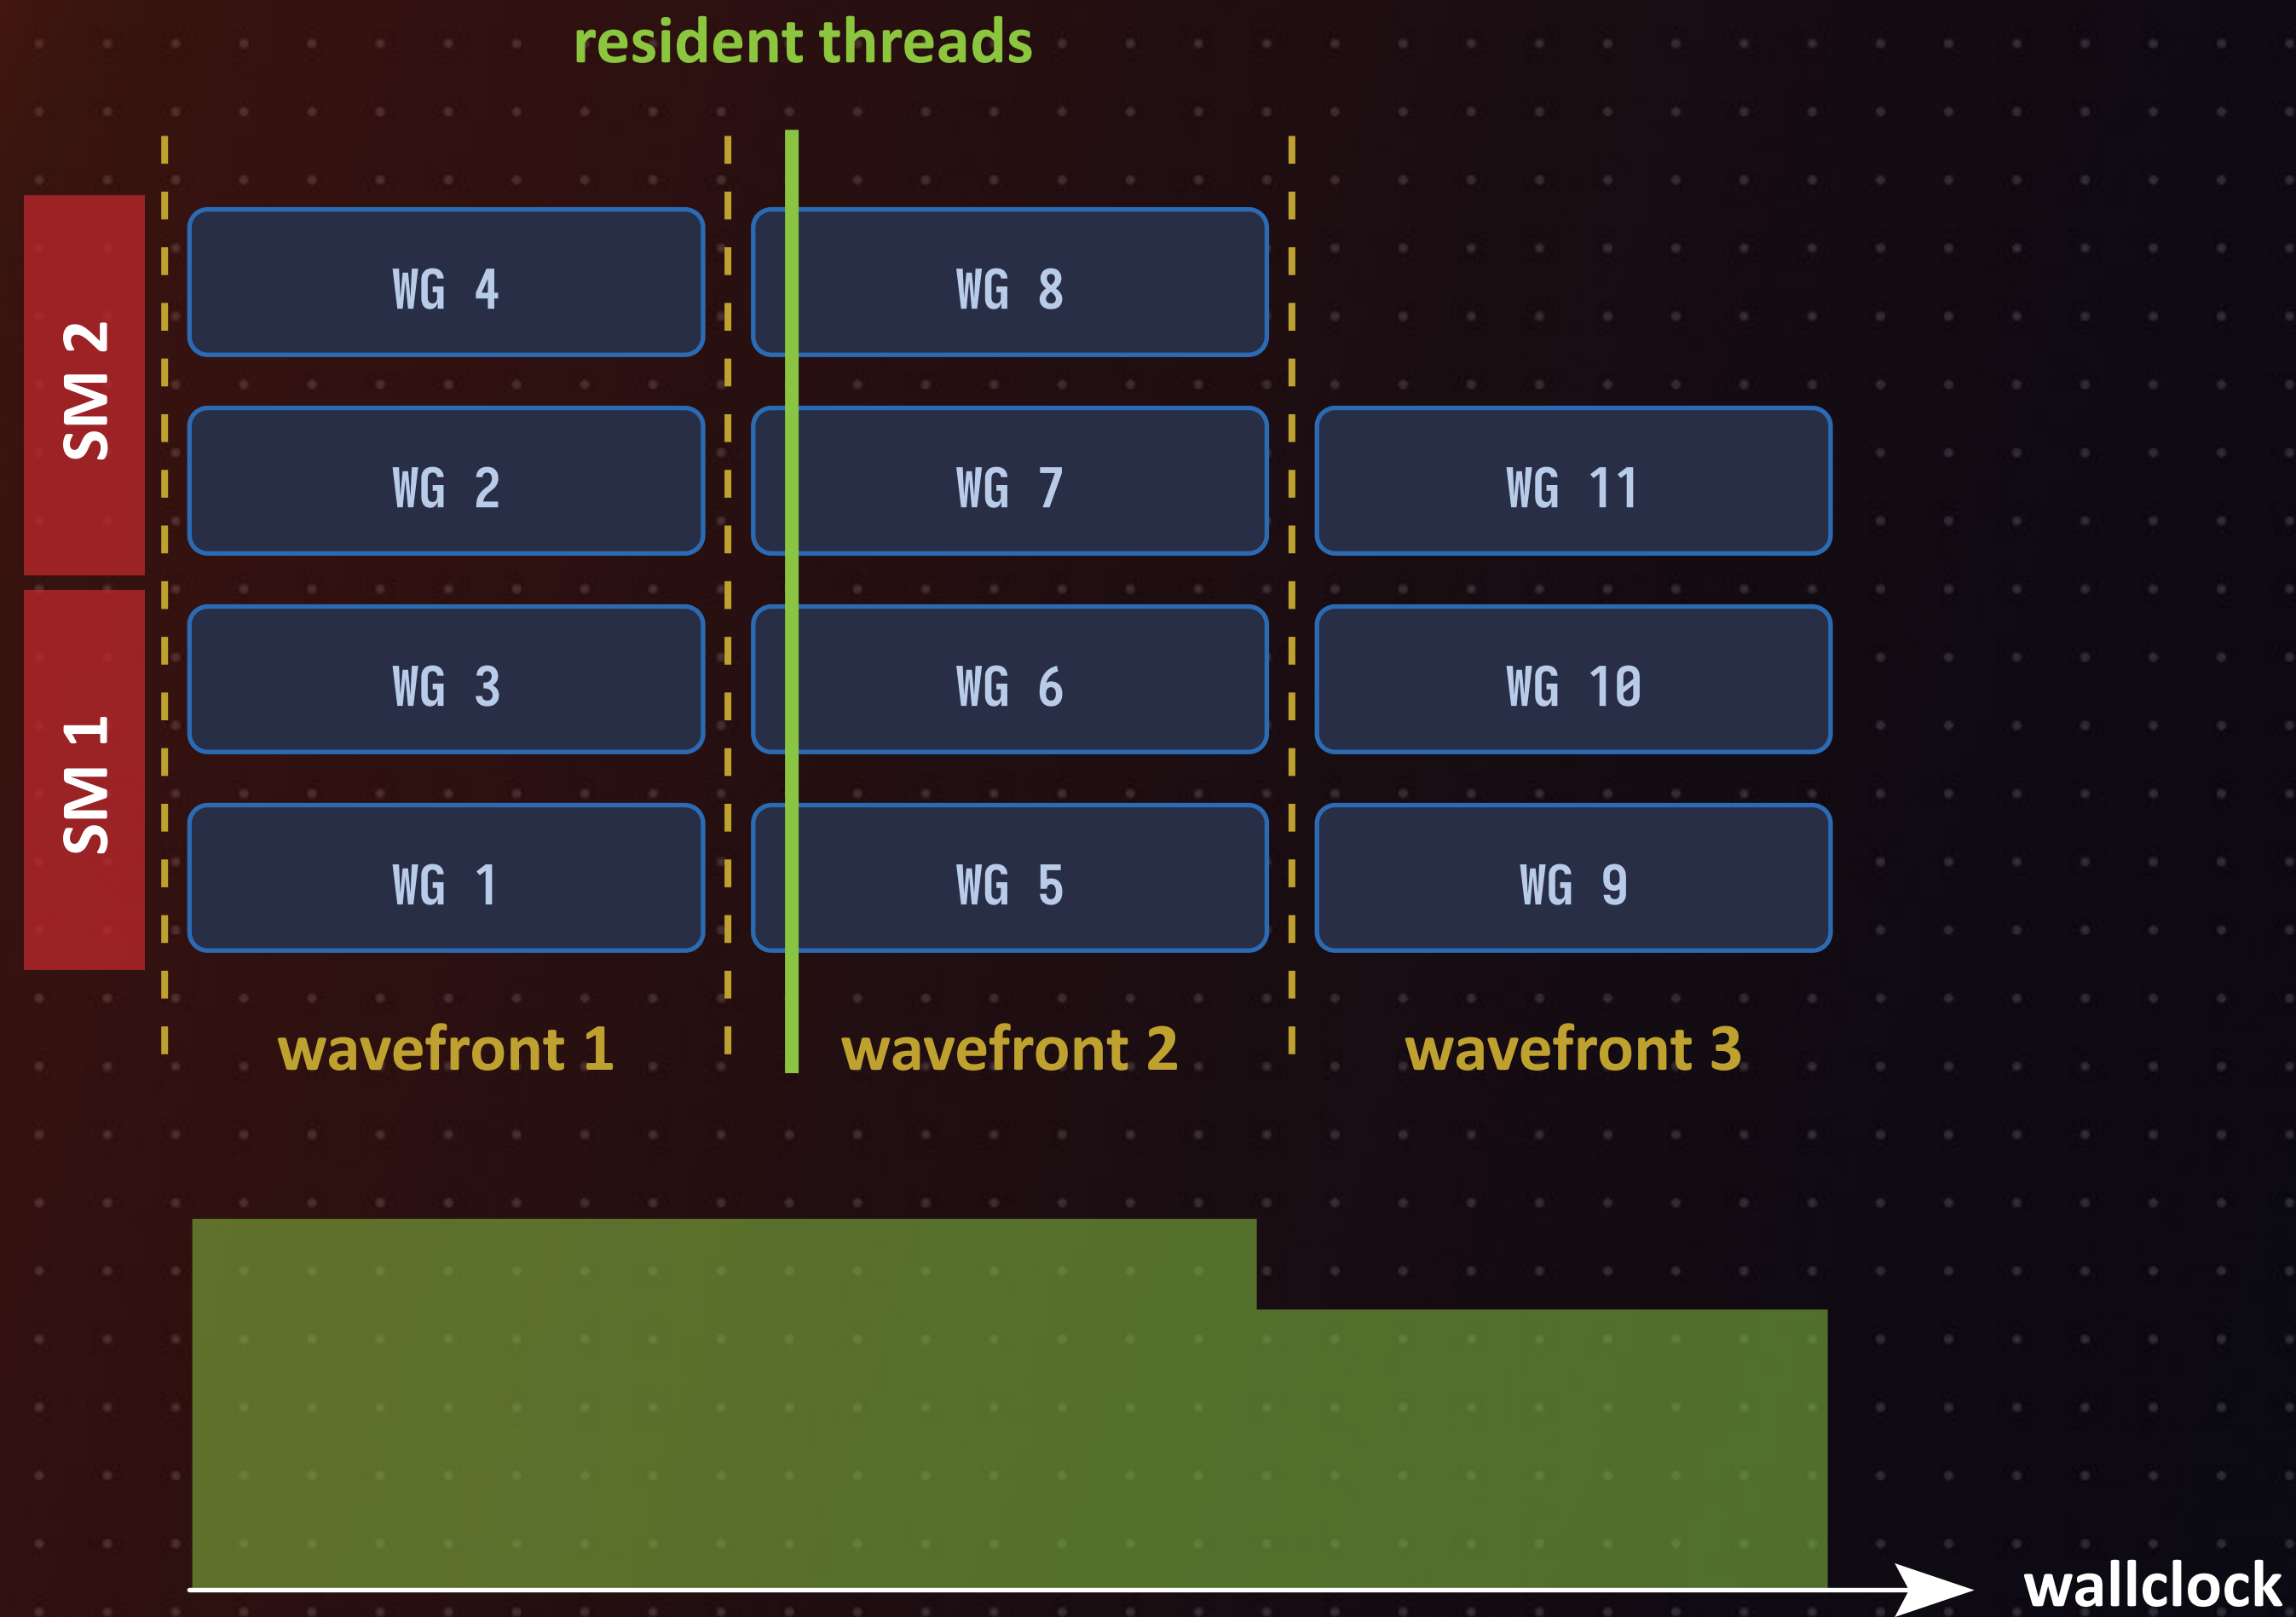 resident threads
SM 2
WG 4
WG 8
WG 2
WG 7
WG 11
SM 1
WG 3
WG 6
WG 10
WG 1
WG 5
WG 9
wavefront 1
wavefront 2
wavefront 3
wallclock